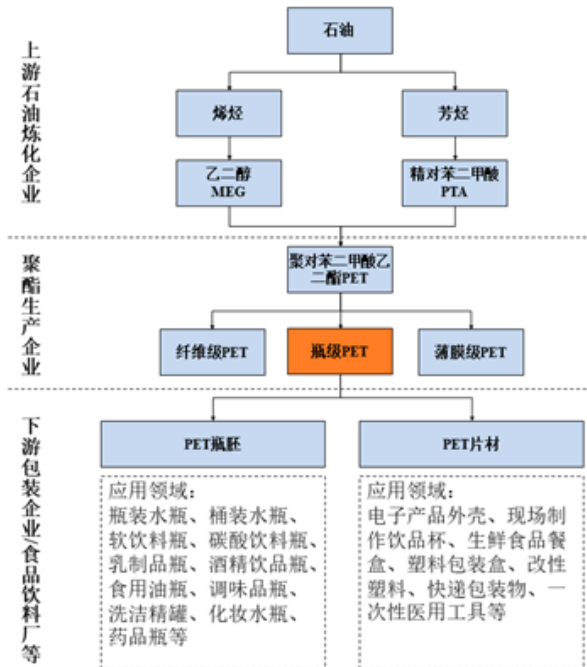 上游石油炼化企业
石油
烯烃
芳烃
乙二醇
MEG
精对苯二甲酸
PTA
聚酯生产企业
聚对苯二甲酸乙
二酯PET
纤维级PET
瓶级PET
薄膜级PET
下游包装企业/食品饮料厂等
PET瓶胚
PET片材
应用领域：
瓶装水瓶、桶装水瓶、
软饮料瓶、碳酸饮料瓶、
乳制品瓶、酒精饮品瓶、
食用油瓶、调味品瓶、
洗洁精罐、化妆水瓶、
药品瓶等
应用领域：
电子产品外壳、现场制
作饮品杯、生鲜食品餐
盒、塑料包装盒、改性
塑料、快递包装物、一
次性医用工具等